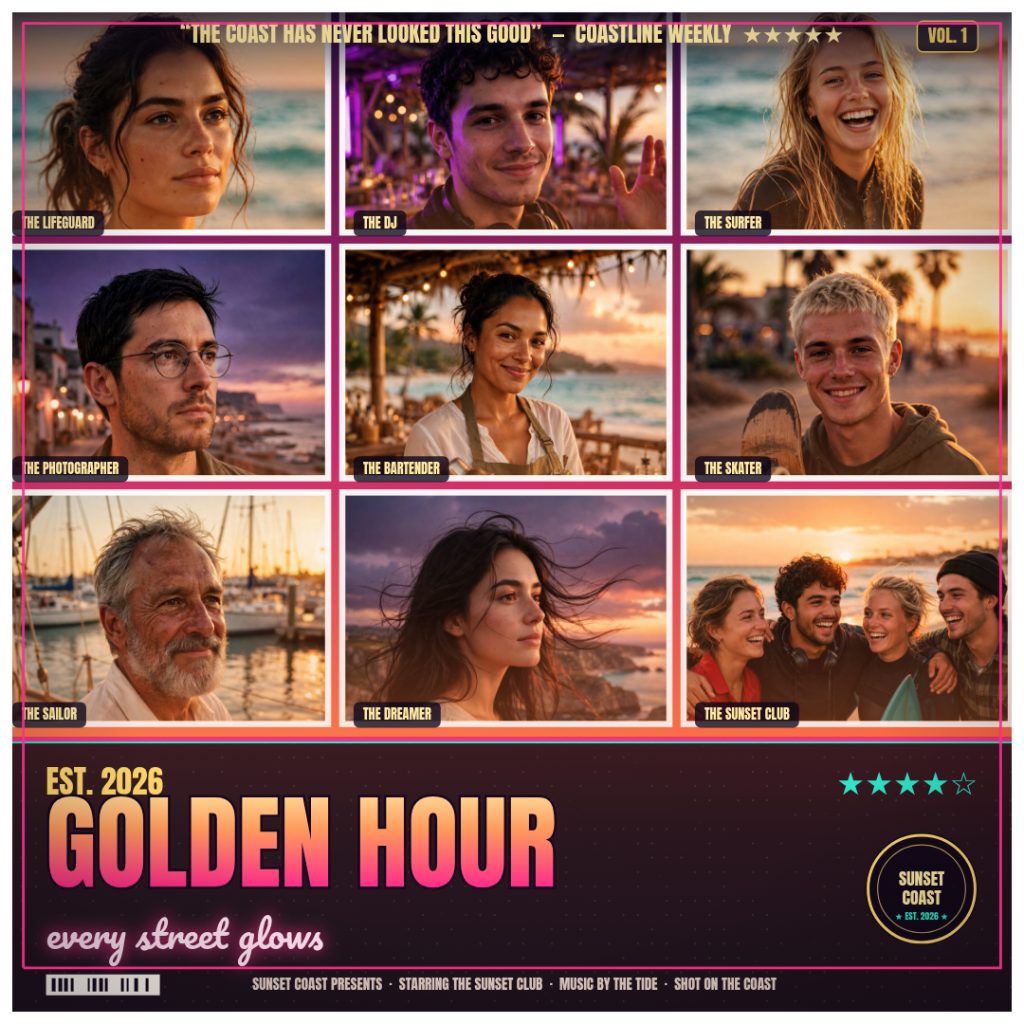 “THE COAST HAS NEVER LOOKED THIS GOOD” – COASTLINE WEEKLY ★★★★★
VOL. 1
THE LIFEGUARD
THE DJ
THE SURFER
THE PHOTOGRAPHER
THE BARTENDER
THE SKATER
THE SAILOR
THE DREAMER
THE SUNSET CLUB
EST. 2026
GOLDEN HOUR
every street glows
★★★★☆
SUNSET
COAST
★ EST. 2026 ★
SUNSET COAST PRESENTS · STARRING THE SUNSET CLUB · MUSIC BY THE TIDE · SHOT ON THE COAST